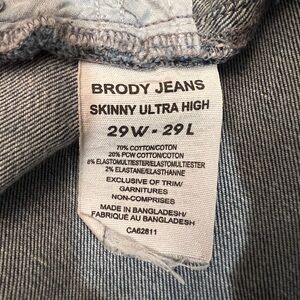 BRODY JEANS
SKINNY ULTRA HIGH
29W - 29L
70% COTTON/COTON
20% PCW COTTON/COTON
8% ELASTOMULTIESTER/ELASTOMULTIESTER
2% ELASTANE/ELASTHANNE
EXCLUSIVE OF TRIM/
GARNITURES
NON-COMPRISES
MADE IN BANGLADESH/
FABRIQUÉ AU BANGLADESH
CA62811